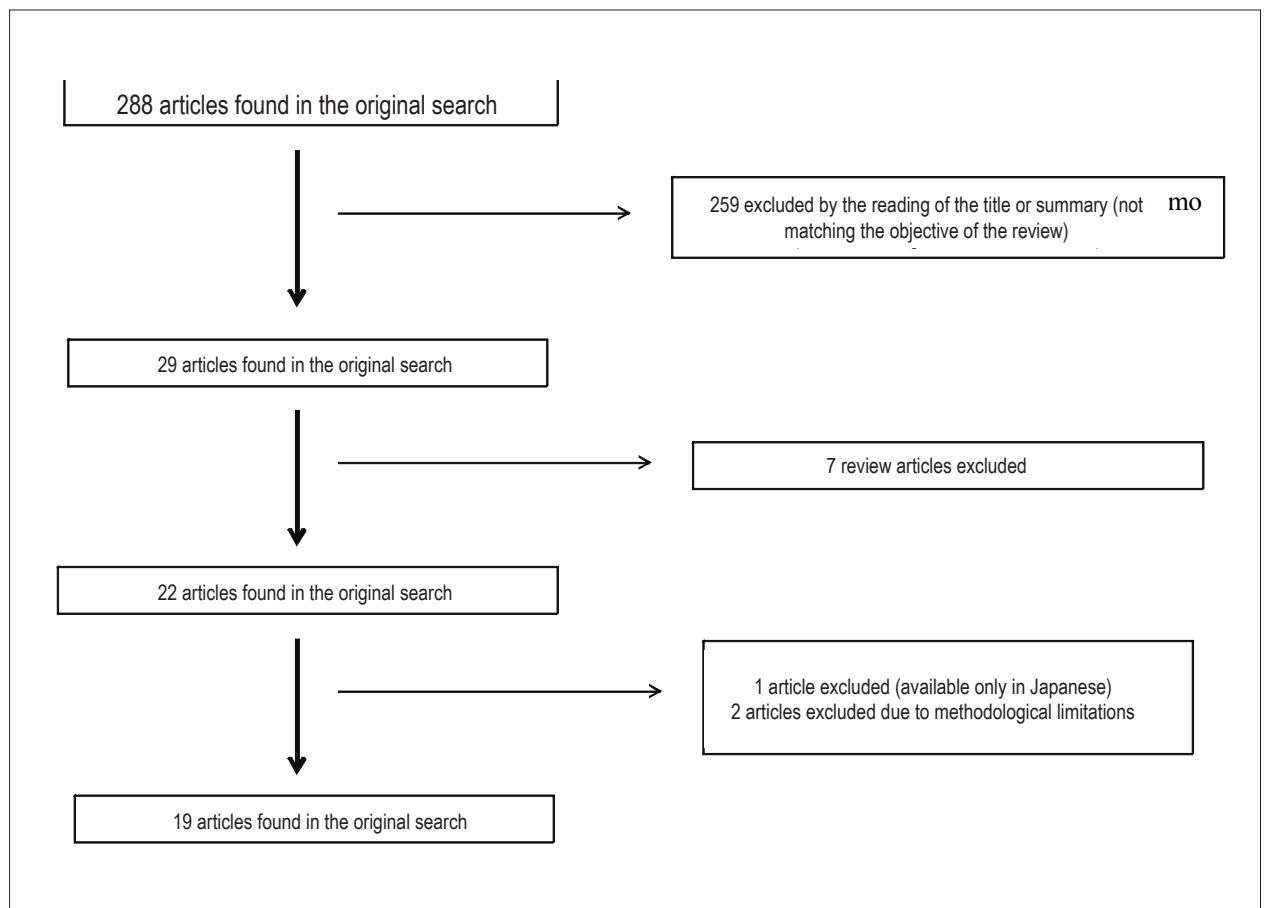 288 articles found in the original search
259 excluded by the reading of the title or summary (not mo
matching the objective of the review)
29 articles found in the original search
7 review articles excluded
22 articles found in the original search
1 article excluded (available only in Japanese)
2 articles excluded due to methodological limitations
19 articles found in the original search